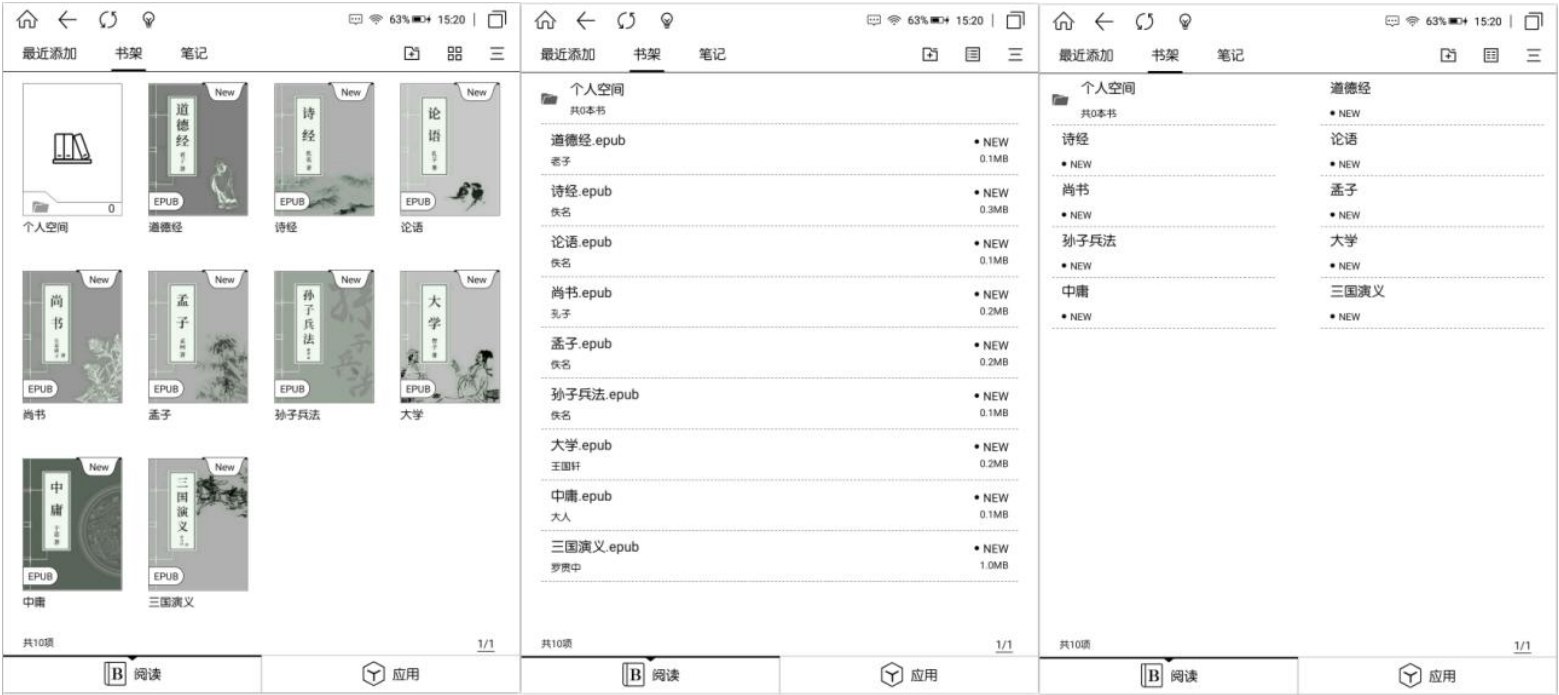 63% 15:20
最近添加 书架 笔记
New
道德经
老子 著
EPUB
New
诗经
EPUB
New
论语
EPUB
0
个人空间 道德经 诗经 论语
New
尚书
EPUB
New
孟子
EPUB
New
孙子兵法
EPUB
New
大学
EPUB
尚书 孟子 孙子兵法 大学
New
中庸
EPUB
New
三国演义
EPUB
中庸 三国演义
共10项 1/1
B 阅读 应用
63% 15:20
最近添加 书架 笔记
个人空间
共0本书
道德经.epub • NEW
老子 0.1MB
诗经.epub • NEW
佚名 0.3MB
论语.epub • NEW
佚名 0.1MB
尚书.epub • NEW
孔子 0.2MB
孟子.epub • NEW
佚名 0.2MB
孙子兵法.epub • NEW
佚名 0.1MB
大学.epub • NEW
王国轩 0.2MB
中庸.epub • NEW
大人 0.1MB
三国演义.epub • NEW
罗贯中 1.0MB
共10项 1/1
B 阅读 应用
63% 15:20
最近添加 书架 笔记
个人空间 道德经
共0本书 • NEW
诗经 论语
• NEW • NEW
尚书 孟子
• NEW • NEW
孙子兵法 大学
• NEW • NEW
中庸 三国演义
• NEW • NEW
共10项 1/1
B 阅读 应用